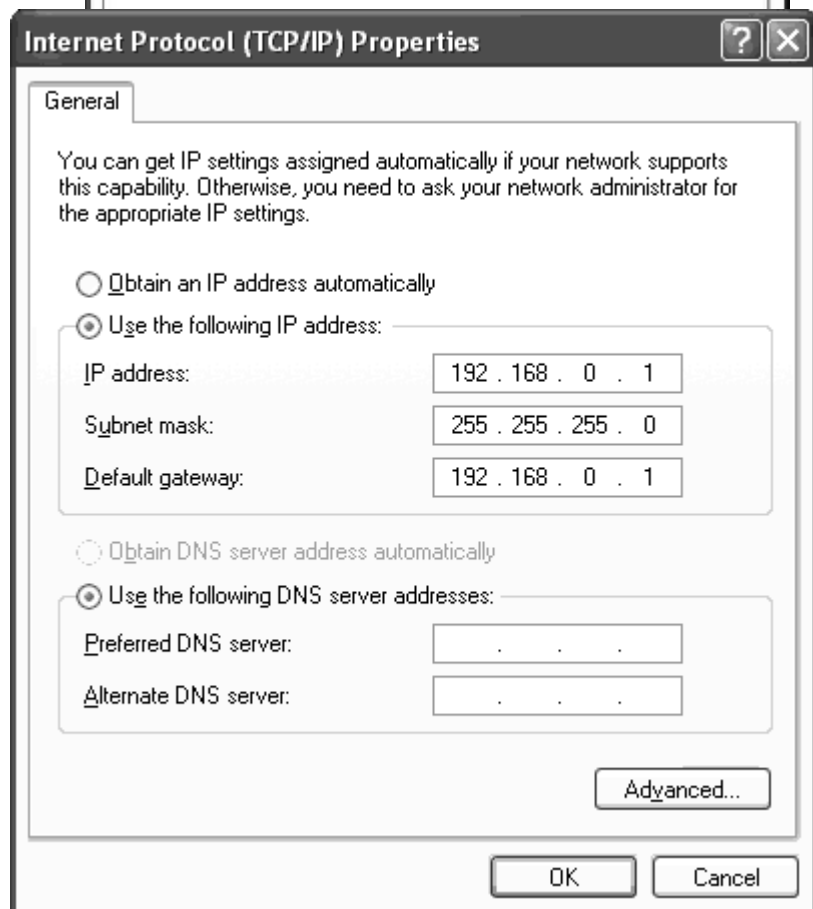 Internet Protocol (TCP/IP) Properties
General
You can get IP settings assigned automatically if your network supports
this capability. Otherwise, you need to ask your network administrator for
the appropriate IP settings.
Obtain an IP address automatically
Use the following IP address:
IP address: 192 . 168 . 0 . 1
Subnet mask: 255 . 255 . 255 . 0
Default gateway: 192 . 168 . 0 . 1
Obtain DNS server address automatically
Use the following DNS server addresses:
Preferred DNS server: . . .
Alternate DNS server: . . .
Advanced...
OK Cancel